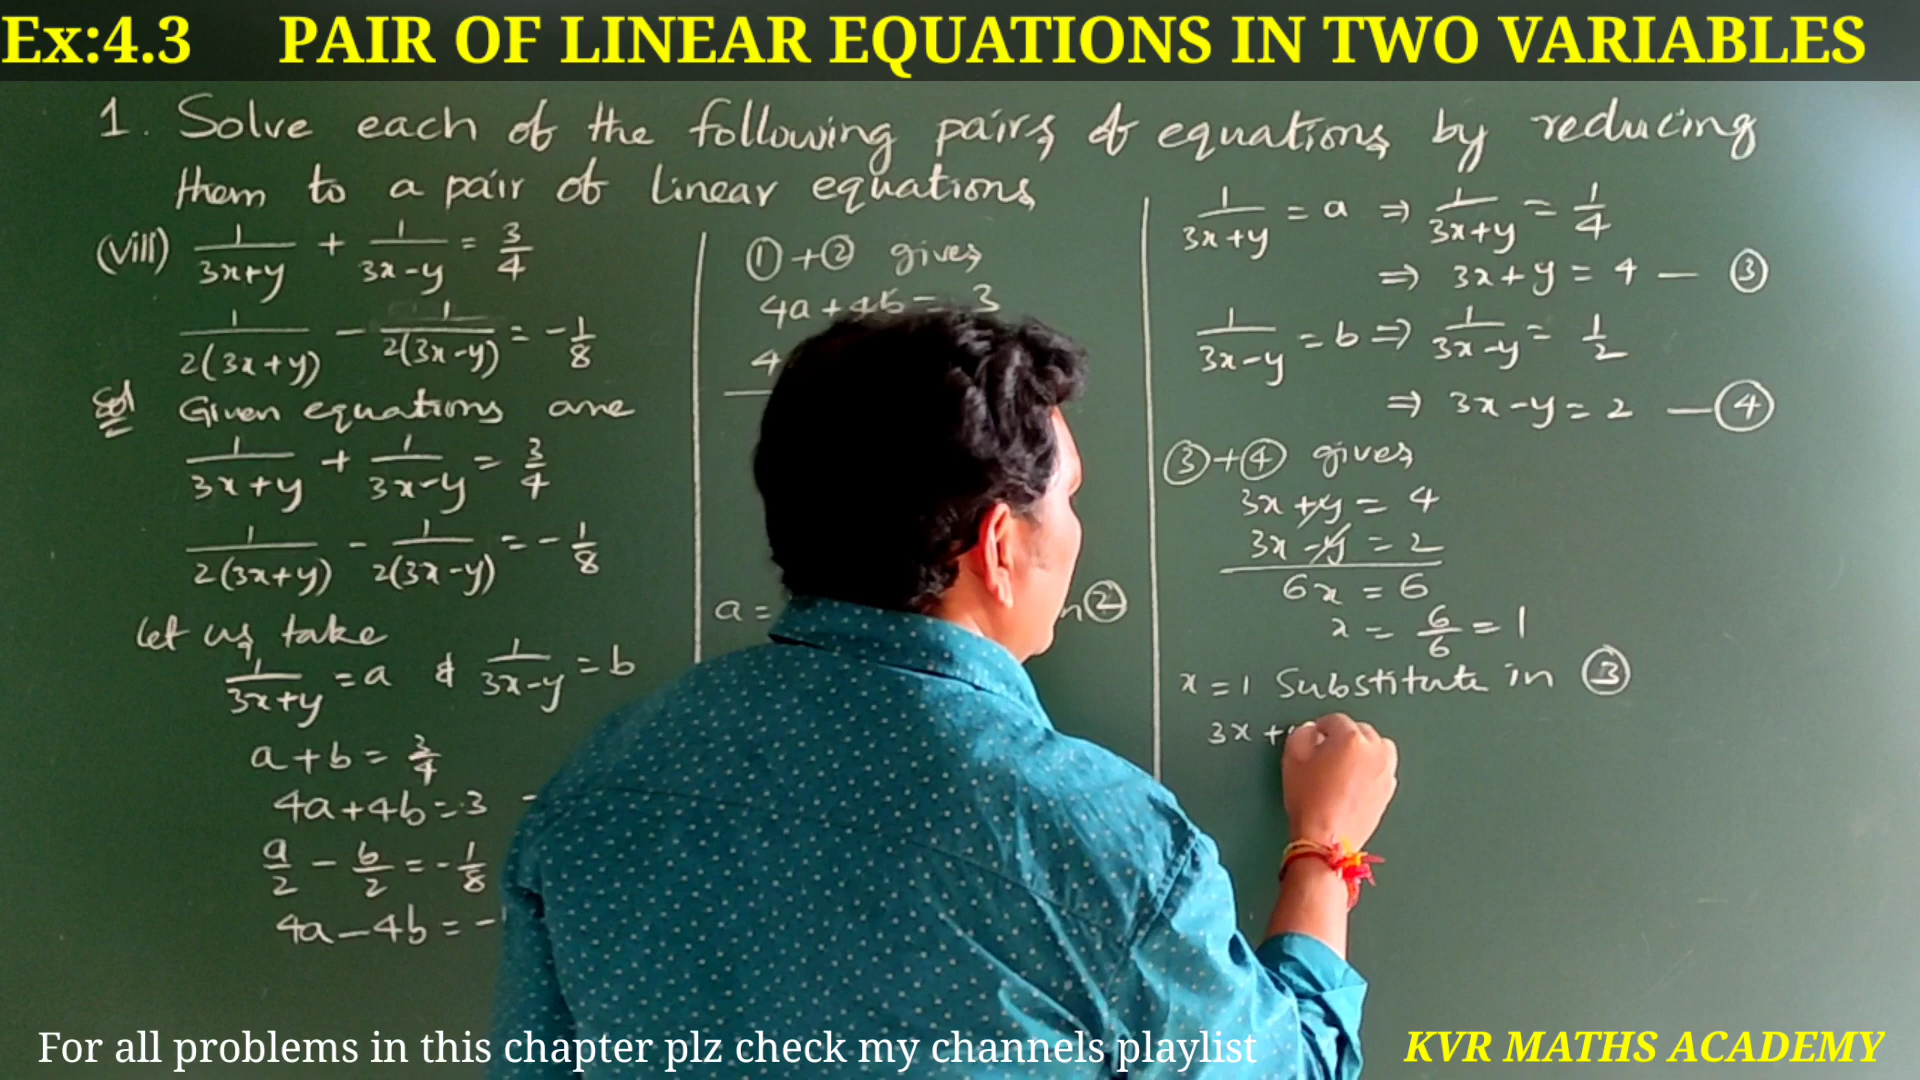 Ex:4.3 PAIR OF LINEAR EQUATIONS IN TWO VARIABLES
1. Solve each of the following pairs of equations by reducing
them to a pair of linear equations
(viii) 1/(3x+y) + 1/(3x-y) = 3/4
1/(2(3x+y)) - 1/(2(3x-y)) = -1/8
Sol Given equations are
1/(3x+y) + 1/(3x-y) = 3/4
1/(2(3x+y)) - 1/(2(3x-y)) = -1/8
let us take
1/(3x+y) = a & 1/(3x-y) = b
a+b = 3/4
4a+4b = 3
a/2 - b/2 = -1/8
4a-4b = -
①+② gives
4a+4b = 3
4
a = ②
1/(3x+y) = a ⇒ 1/(3x+y) = 1/4
⇒ 3x+y = 4 — ③
1/(3x-y) = b ⇒ 1/(3x-y) = 1/2
⇒ 3x-y = 2 — ④
③+④ gives
3x+y = 4
3x-y = 2
6x = 6
x = 6/6 = 1
x=1 Substitute in ③
3x +
For all problems in this chapter plz check my channels playlist
KVR MATHS ACADEMY